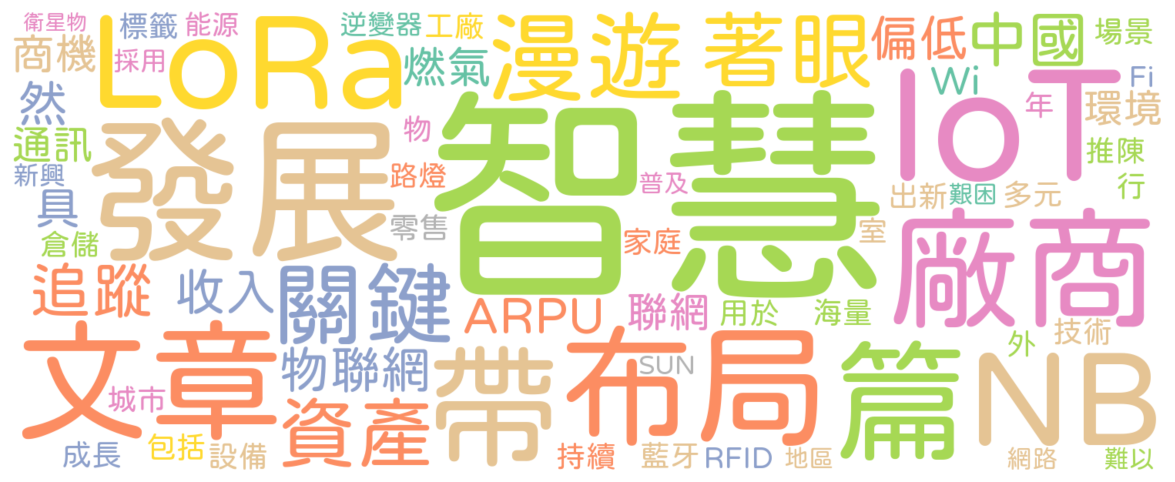 衛星物
標籤
能源
逆變器
工廠
漫遊
著眼
偏低
中國
場景
商機
採用
LoRa
燃氣
Wi
Fi
然
IoT
年
環境
通訊
發展
物
智慧
推陳
新興
路燈
普及
出新
艱困
多元
行
具
零售
倉儲
家庭
室
廠商
追蹤
收入
關鍵
ARPU
聯網
用於
海量
技術
文章
物聯網
帶
布局
SUN
篇
外
NB
城市
資產
成長
包括
設備
持續
藍牙
RFID
地區
網路
難以